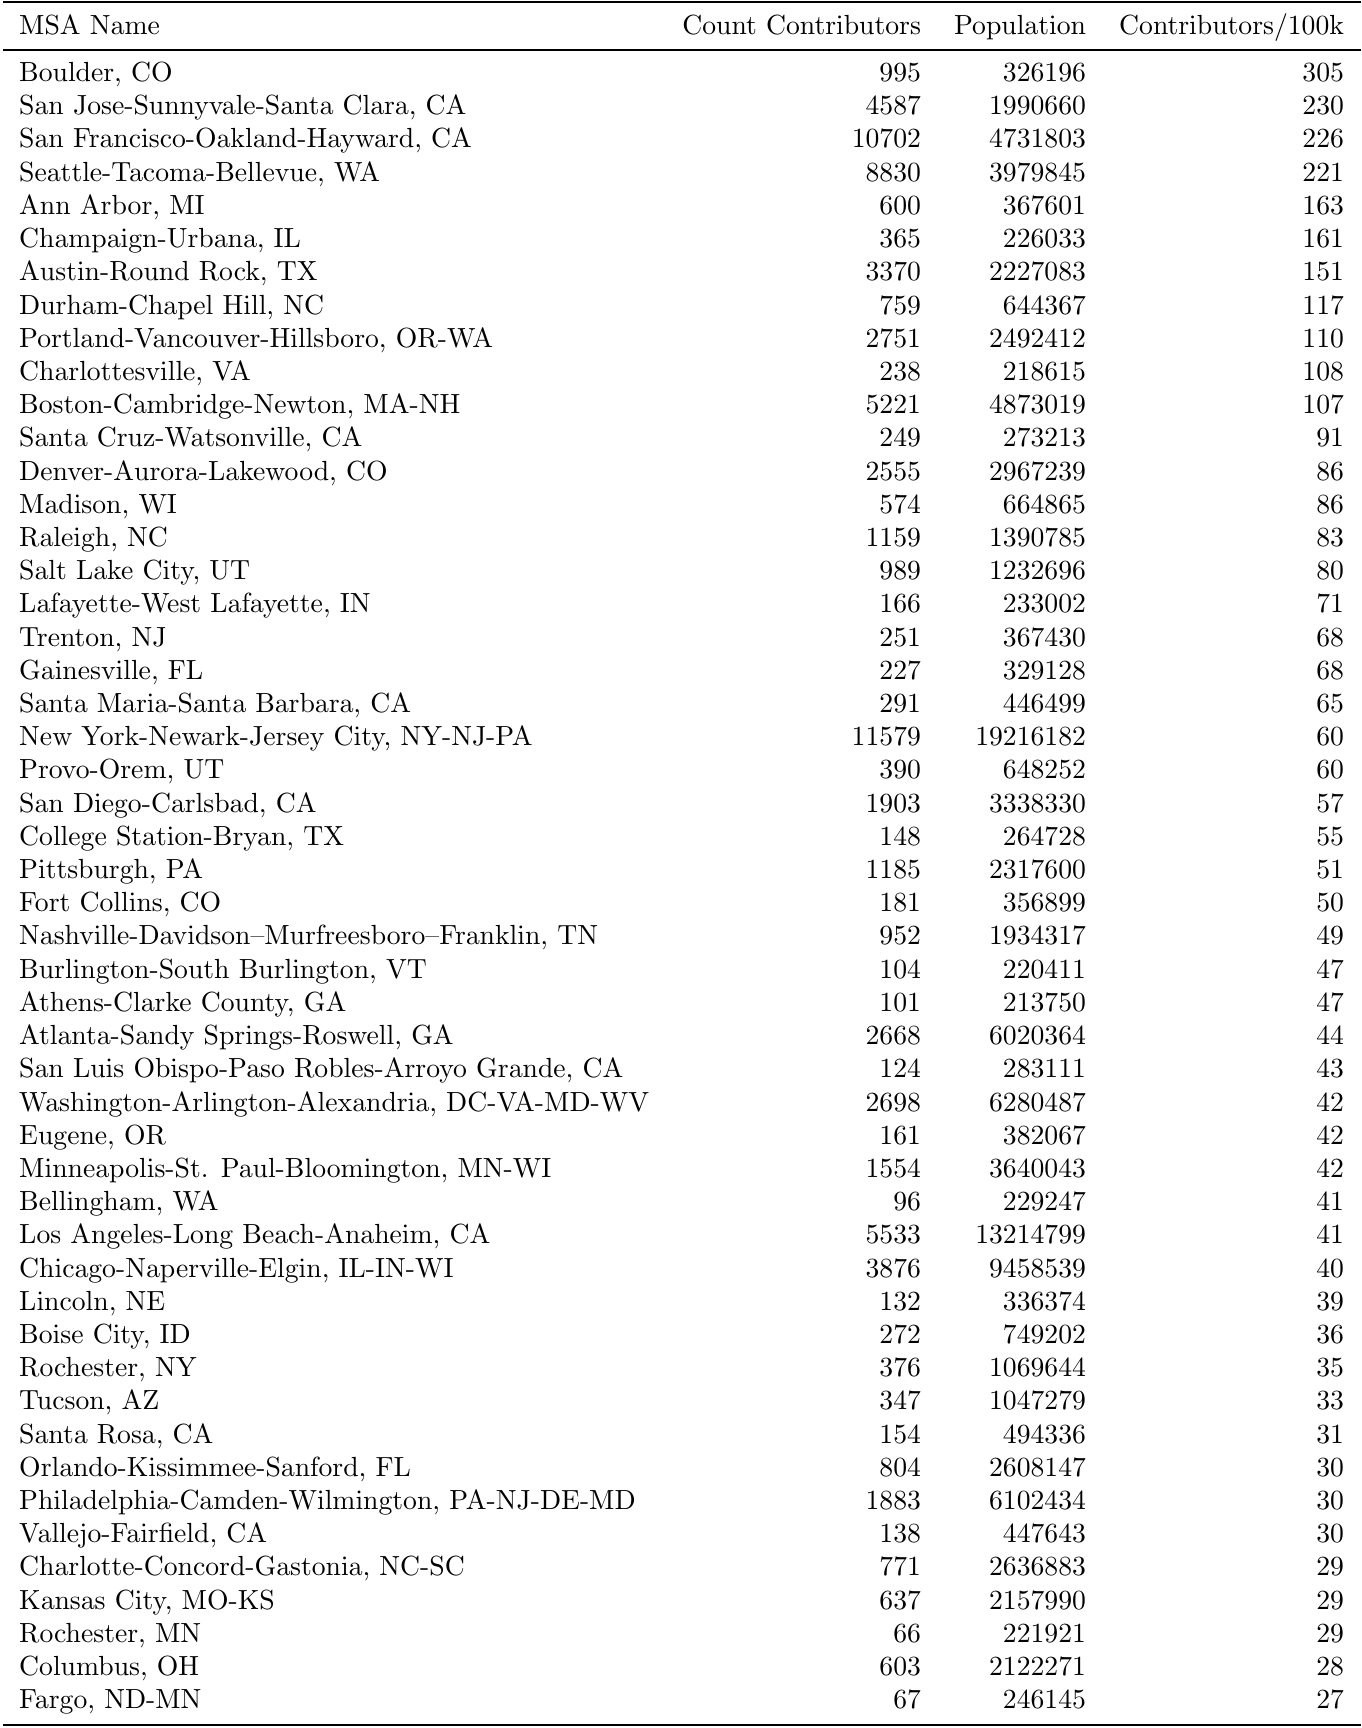 MSA Name Count Contributors Population Contributors/100k
Boulder, CO 995 326196 305
San Jose-Sunnyvale-Santa Clara, CA 4587 1990660 230
San Francisco-Oakland-Hayward, CA 10702 4731803 226
Seattle-Tacoma-Bellevue, WA 8830 3979845 221
Ann Arbor, MI 600 367601 163
Champaign-Urbana, IL 365 226033 161
Austin-Round Rock, TX 3370 2227083 151
Durham-Chapel Hill, NC 759 644367 117
Portland-Vancouver-Hillsboro, OR-WA 2751 2492412 110
Charlottesville, VA 238 218615 108
Boston-Cambridge-Newton, MA-NH 5221 4873019 107
Santa Cruz-Watsonville, CA 249 273213 91
Denver-Aurora-Lakewood, CO 2555 2967239 86
Madison, WI 574 664865 86
Raleigh, NC 1159 1390785 83
Salt Lake City, UT 989 1232696 80
Lafayette-West Lafayette, IN 166 233002 71
Trenton, NJ 251 367430 68
Gainesville, FL 227 329128 68
Santa Maria-Santa Barbara, CA 291 446499 65
New York-Newark-Jersey City, NY-NJ-PA 11579 19216182 60
Provo-Orem, UT 390 648252 60
San Diego-Carlsbad, CA 1903 3338330 57
College Station-Bryan, TX 148 264728 55
Pittsburgh, PA 1185 2317600 51
Fort Collins, CO 181 356899 50
Nashville-Davidson–Murfreesboro–Franklin, TN 952 1934317 49
Burlington-South Burlington, VT 104 220411 47
Athens-Clarke County, GA 101 213750 47
Atlanta-Sandy Springs-Roswell, GA 2668 6020364 44
San Luis Obispo-Paso Robles-Arroyo Grande, CA 124 283111 43
Washington-Arlington-Alexandria, DC-VA-MD-WV 2698 6280487 42
Eugene, OR 161 382067 42
Minneapolis-St. Paul-Bloomington, MN-WI 1554 3640043 42
Bellingham, WA 96 229247 41
Los Angeles-Long Beach-Anaheim, CA 5533 13214799 41
Chicago-Naperville-Elgin, IL-IN-WI 3876 9458539 40
Lincoln, NE 132 336374 39
Boise City, ID 272 749202 36
Rochester, NY 376 1069644 35
Tucson, AZ 347 1047279 33
Santa Rosa, CA 154 494336 31
Orlando-Kissimmee-Sanford, FL 804 2608147 30
Philadelphia-Camden-Wilmington, PA-NJ-DE-MD 1883 6102434 30
Vallejo-Fairfield, CA 138 447643 30
Charlotte-Concord-Gastonia, NC-SC 771 2636883 29
Kansas City, MO-KS 637 2157990 29
Rochester, MN 66 221921 29
Columbus, OH 603 2122271 28
Fargo, ND-MN 67 246145 27